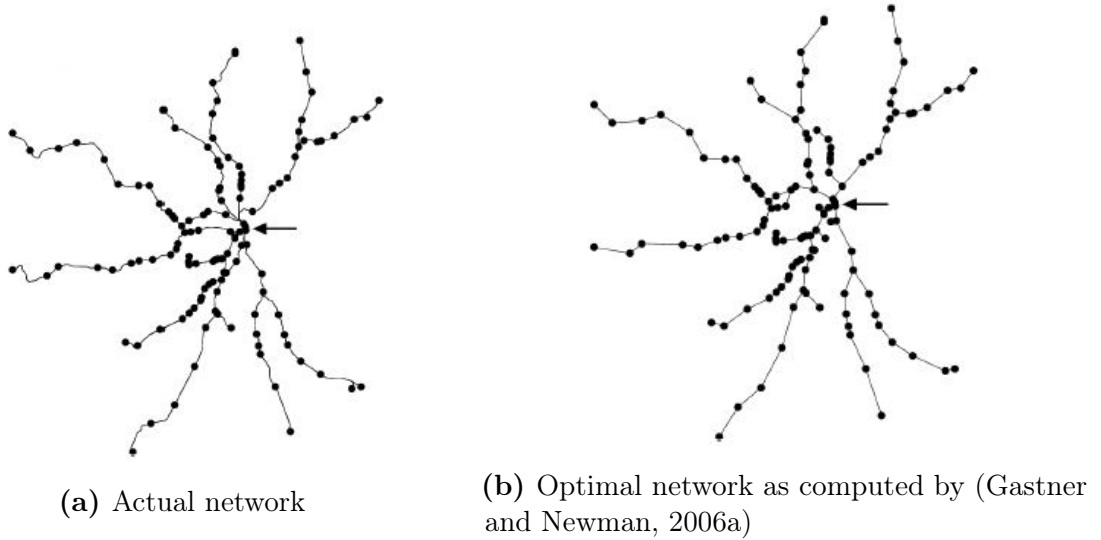 (a) Actual network
(b) Optimal network as computed by (Gastner
and Newman, 2006a)